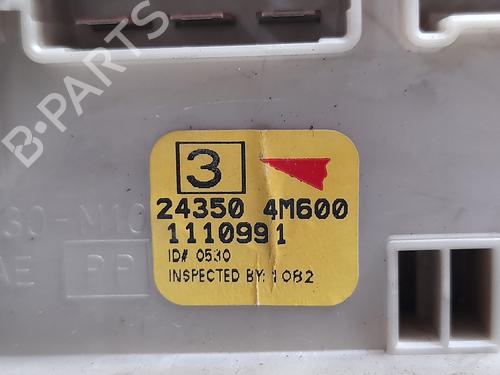 B-PARTS
3
24350 4M600
1110991
ID# 0530
INSPECTED BY: 1082
30-M10
AE PP